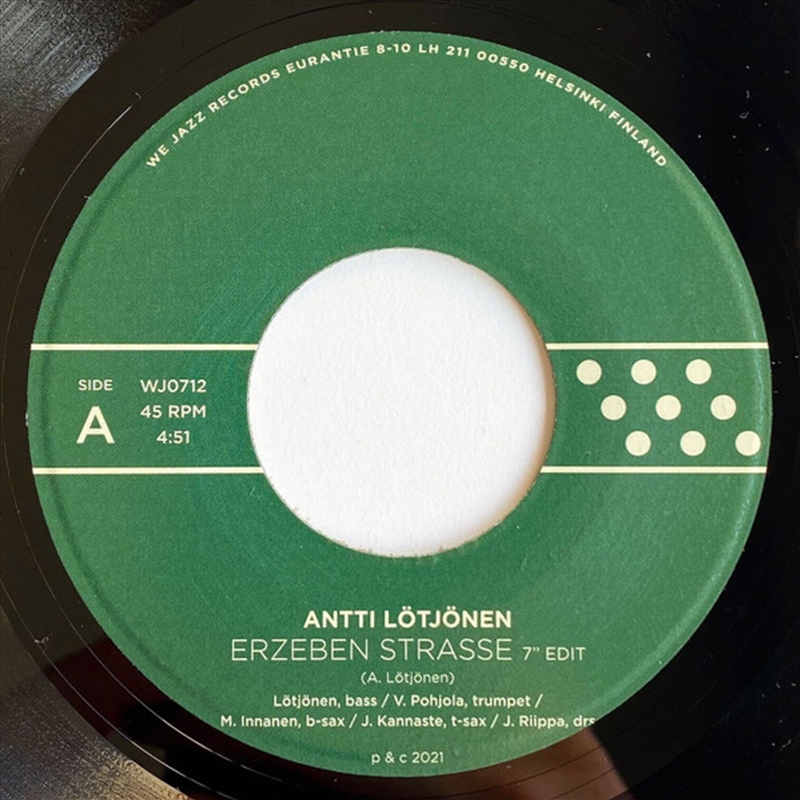 WE JAZZ RECORDS EURANTIE 8-10 LH 211 00550 HELSINKI FINLAND
SIDE WJ0712
A 45 RPM
4:51
ANTTI LÖTJÖNEN
ERZEBEN STRASSE 7" EDIT
(A. Lötjönen)
Lötjönen, bass / V. Pohjola, trumpet /
M. Innanen, b-sax / J. Kannaste, t-sax / J. Riippa, drs
p & c 2021